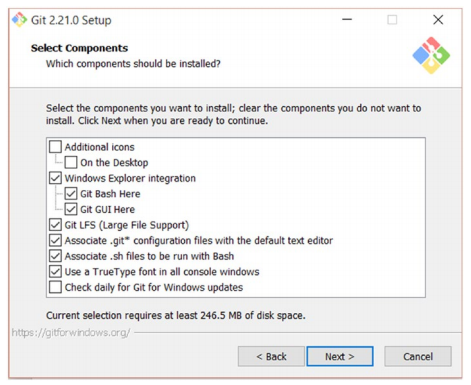 Git 2.21.0 Setup
Select Components
Which components should be installed?
Select the components you want to install; clear the components you do not want to
install. Click Next when you are ready to continue.
Additional icons
On the Desktop
Windows Explorer integration
Git Bash Here
Git GUI Here
Git LFS (Large File Support)
Associate .git* configuration files with the default text editor
Associate .sh files to be run with Bash
Use a TrueType font in all console windows
Check daily for Git for Windows updates
Current selection requires at least 246.5 MB of disk space.
https://gitforwindows.org/
< Back Next > Cancel